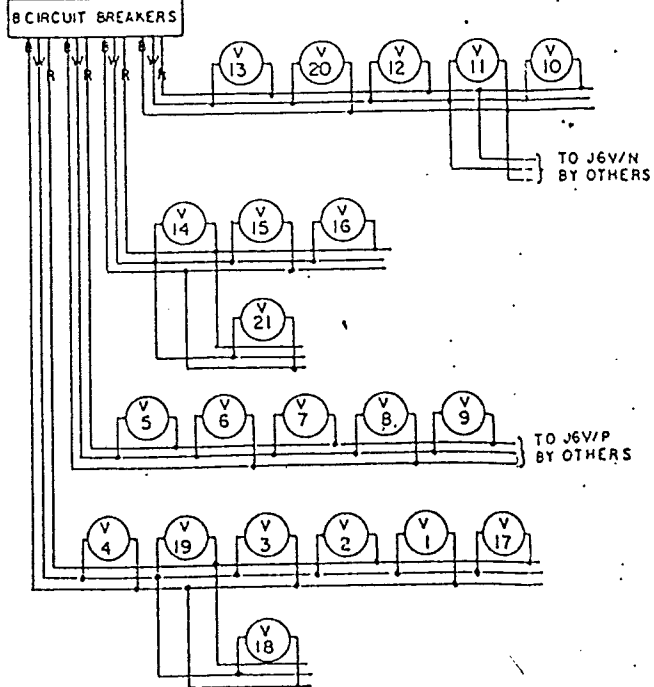 B CIRCUIT BREAKERS
B W R B W R B W R B W R
V 13 V 20 V 12 V 11 V 10
TO J6V/N
BY OTHERS
V 14 V 15 V 16
V 21
V 5 V 6 V 7 V 8 V 9
TO J6V/P
BY OTHERS
V 4 V 19 V 3 V 2 V 1 V 17
V 18